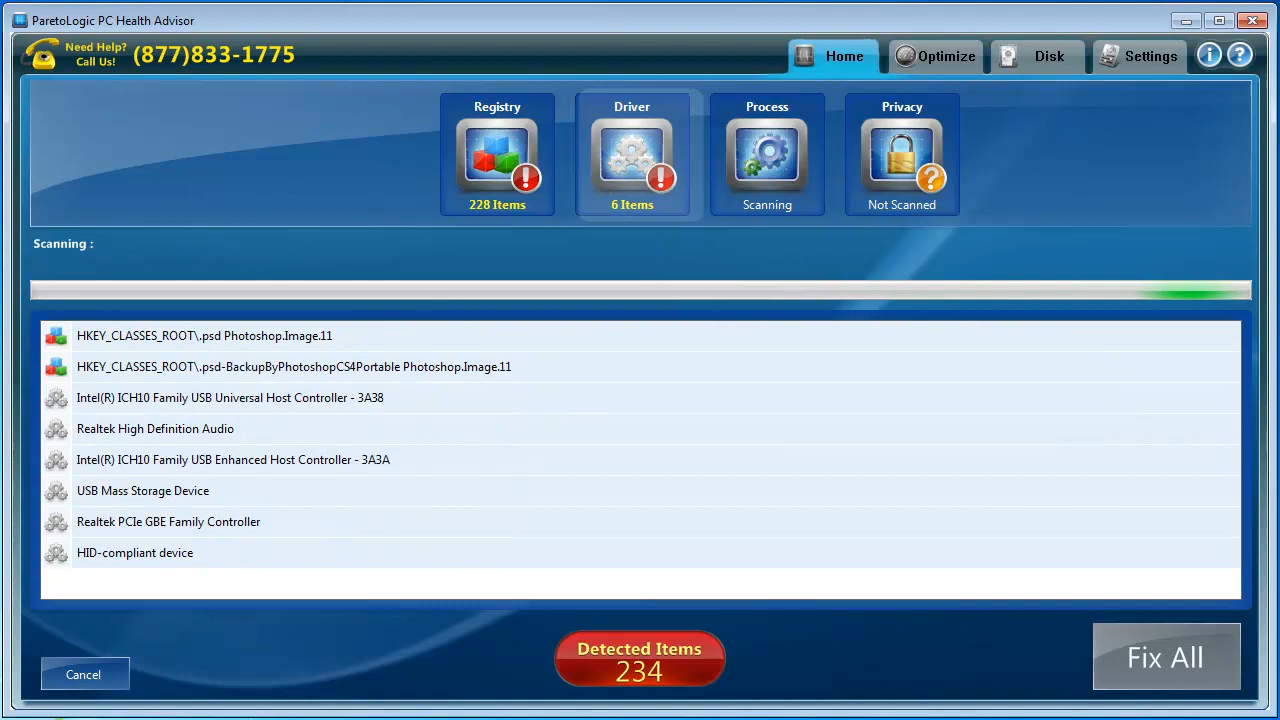 ParetoLogic PC Health Advisor
Need Help?
Call Us!
(877)833-1775
Home
Optimize
Disk
Settings
i
?
Registry
228 Items
Driver
6 Items
Process
Scanning
Privacy
Not Scanned
Scanning :
HKEY_CLASSES_ROOT\.psd Photoshop.Image.11
HKEY_CLASSES_ROOT\.psd-BackupByPhotoshopCS4Portable Photoshop.Image.11
Intel(R) ICH10 Family USB Universal Host Controller - 3A38
Realtek High Definition Audio
Intel(R) ICH10 Family USB Enhanced Host Controller - 3A3A
USB Mass Storage Device
Realtek PCIe GBE Family Controller
HID-compliant device
Cancel
Detected Items
234
Fix All